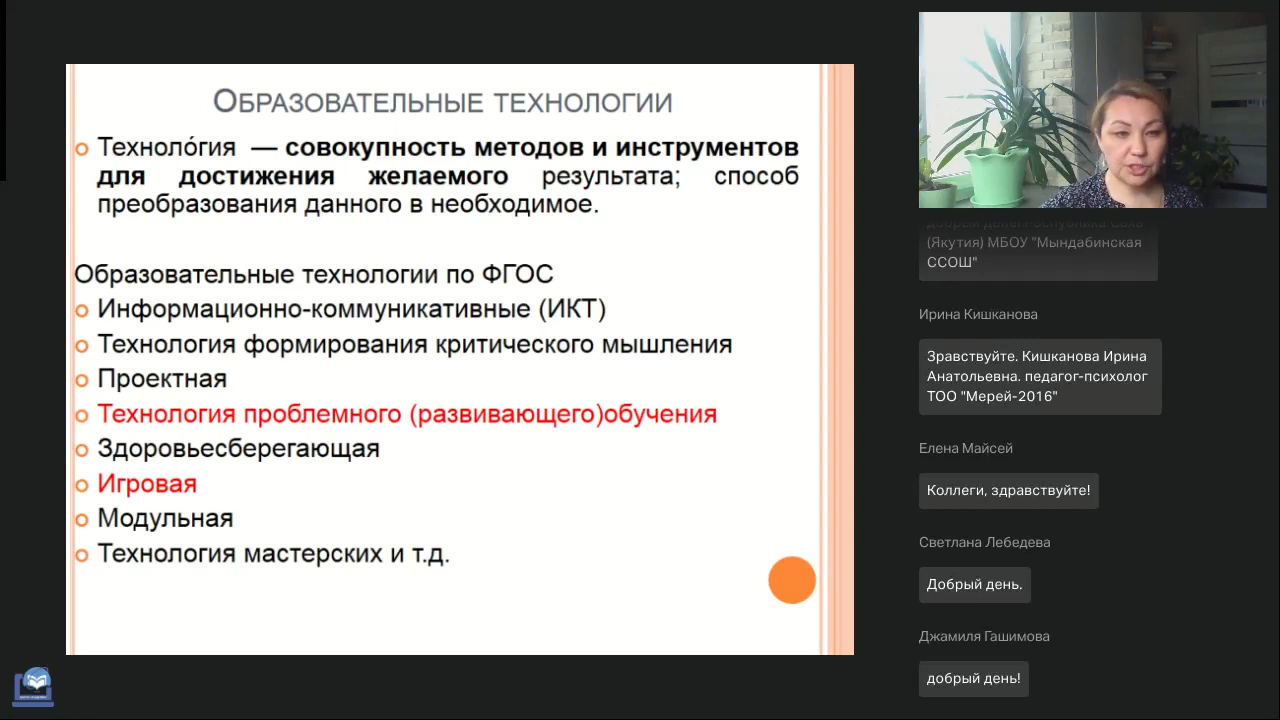 ОБРАЗОВАТЕЛЬНЫЕ ТЕХНОЛОГИИ
Техноло́гия — совокупность методов и инструментов
для достижения желаемого результата; способ
преобразования данного в необходимое.
Образовательные технологии по ФГОС
Информационно-коммуникативные (ИКТ)
Технология формирования критического мышления
Проектная
Технология проблемного (развивающего)обучения
Здоровьесберегающая
Игровая
Модульная
Технология мастерских и т.д.
(Якутия) МБОУ "Мындабинская
ССОШ"
Ирина Кишканова
Зравствуйте. Кишканова Ирина
Анатольевна. педагог-психолог
ТОО "Мерей-2016"
Елена Майсей
Коллеги, здравствуйте!
Светлана Лебедева
Добрый день.
Джамиля Гашимова
добрый день!